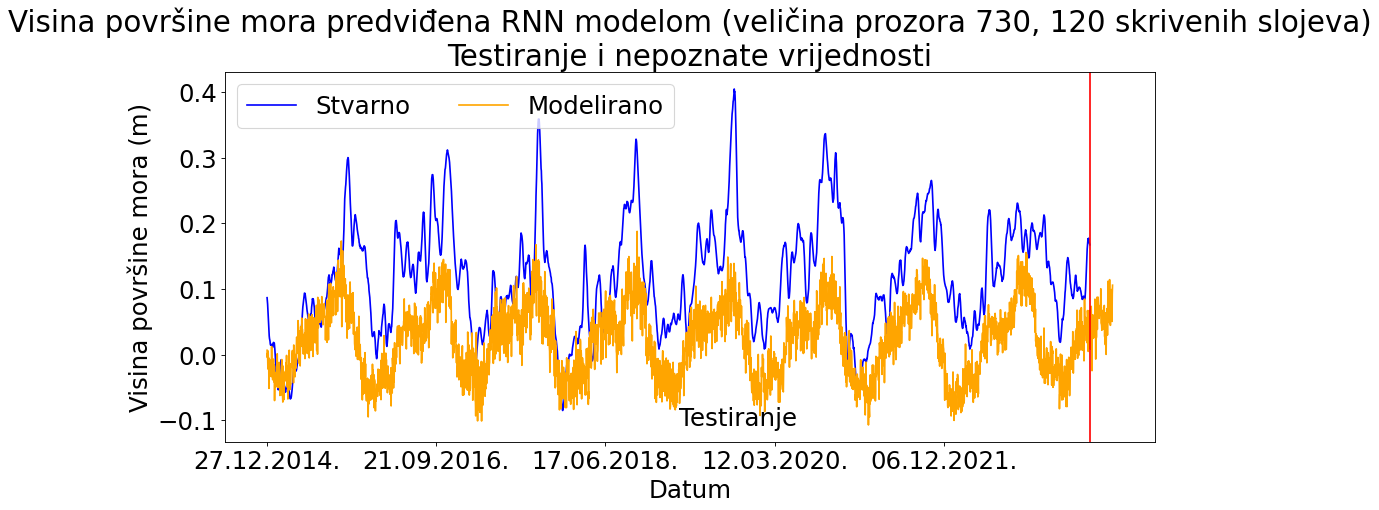 Visina površine mora predviđena RNN modelom (veličina prozora 730, 120 skrivenih slojeva)
Testiranje i nepoznate vrijednosti
Stvarno
Modelirano
Visina površine mora (m)
0.4
0.3
0.2
0.1
0.0
−0.1
Testiranje
27.12.2014.
21.09.2016.
17.06.2018.
12.03.2020.
06.12.2021.
Datum